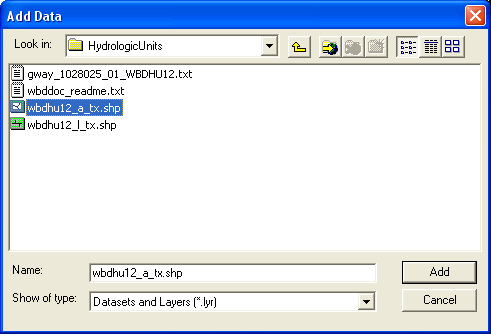 Add Data
Look in: HydrologicUnits
gway_1028025_01_WBDHU12.txt
wbddoc_readme.txt
wbdhu12_a_tx.shp
wbdhu12_l_tx.shp
Name: wbdhu12_a_tx.shp Add
Show of type: Datasets and Layers (*.lyr) Cancel